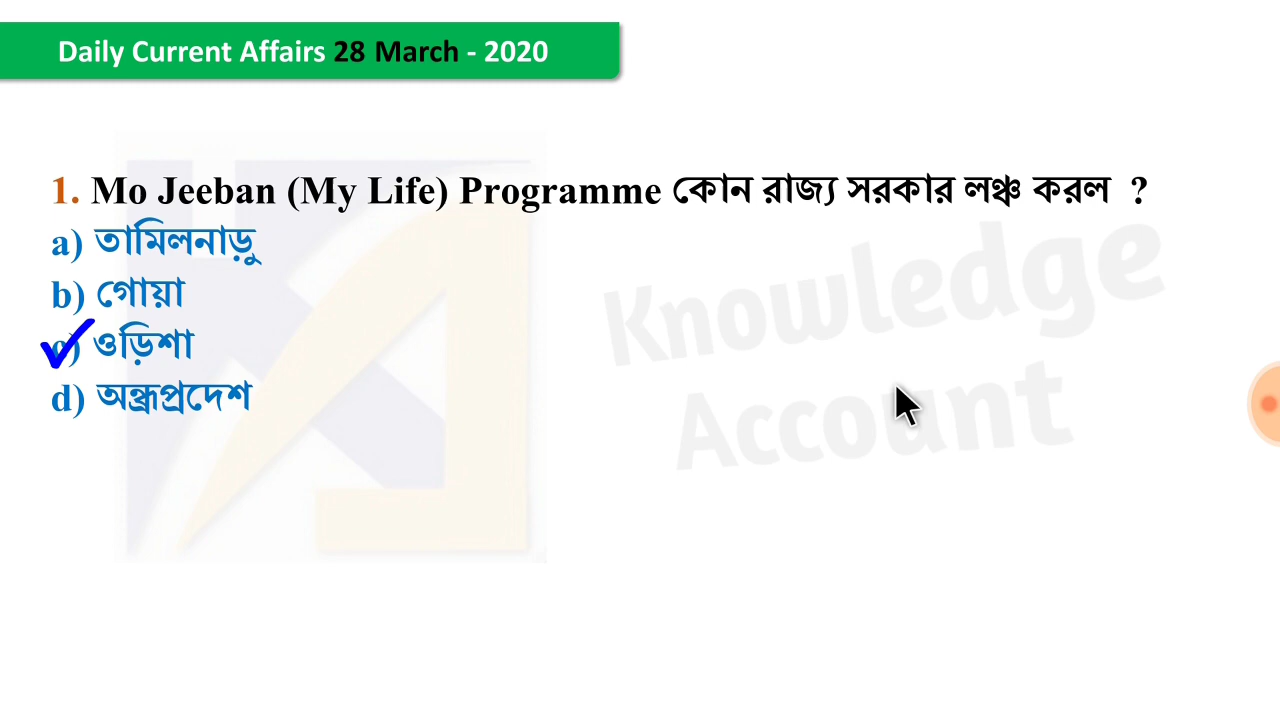 Daily Current Affairs 28 March - 2020
1. Mo Jeeban (My Life) Programme কোন রাজ্য সরকার লঞ্চ করল ?
a) তামিলনাড়ু
b) গোয়া
c) ওড়িশা
d) অন্ধ্রপ্রদেশ
Knowledge
Account